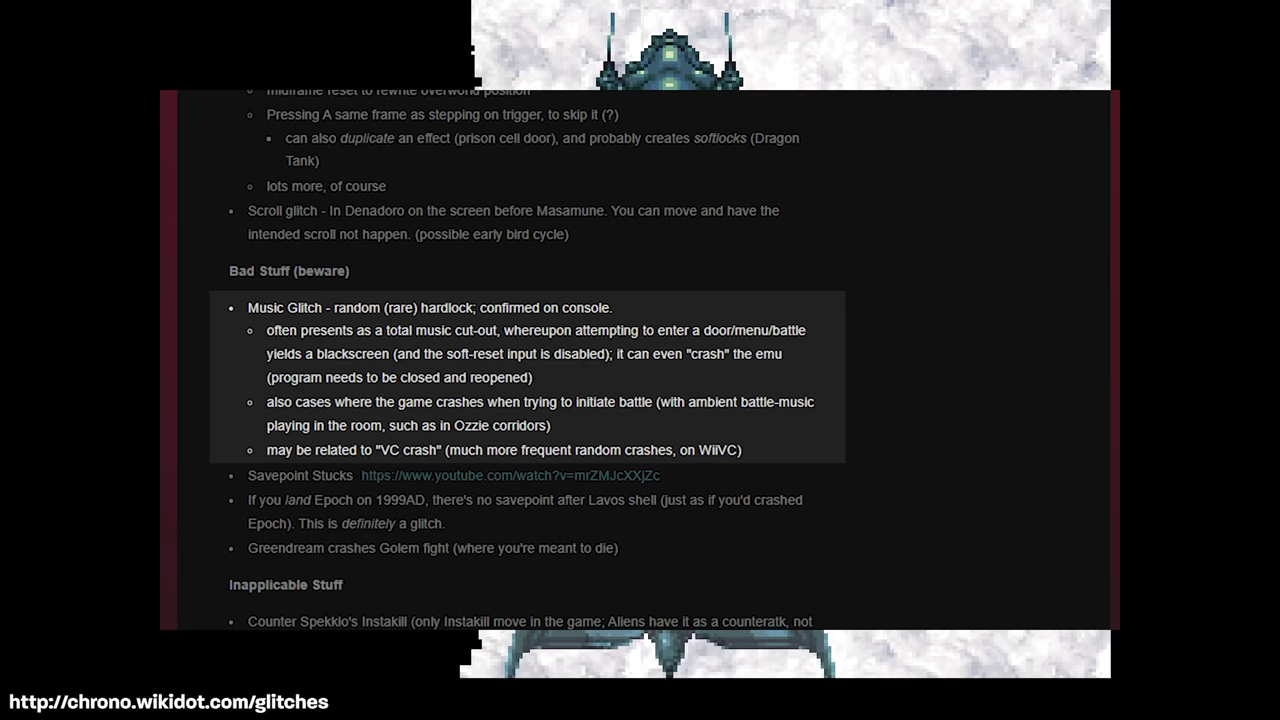 midframe reset to rewrite overworld position
Pressing A same frame as stepping on trigger, to skip it (?)
can also duplicate an effect (prison cell door), and probably creates softlocks (Dragon
Tank)
lots more, of course
Scroll glitch - In Denadoro on the screen before Masamune. You can move and have the
intended scroll not happen. (possible early bird cycle)
Bad Stuff (beware)
Music Glitch - random (rare) hardlock; confirmed on console.
often presents as a total music cut-out, whereupon attempting to enter a door/menu/battle
yields a blackscreen (and the soft-reset input is disabled); it can even "crash" the emu
(program needs to be closed and reopened)
also cases where the game crashes when trying to initiate battle (with ambient battle-music
playing in the room, such as in Ozzie corridors)
may be related to "VC crash" (much more frequent random crashes, on WiiVC)
Savepoint Stucks https://www.youtube.com/watch?v=mrZMJcXXjZc
If you land Epoch on 1999AD, there's no savepoint after Lavos shell (just as if you'd crashed
Epoch). This is definitely a glitch.
Greendream crashes Golem fight (where you're meant to die)
Inapplicable Stuff
Counter Spekkio's Instakill (only Instakill move in the game; Aliens have it as a counteratk, not
http://chrono.wikidot.com/glitches